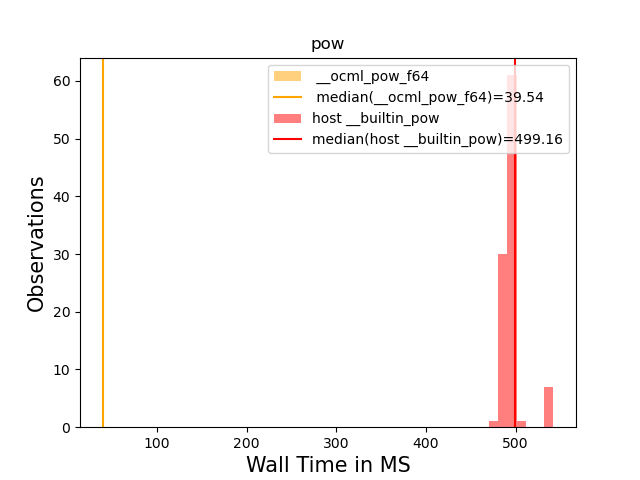 pow
__ocml_pow_f64
median(__ocml_pow_f64)=39.54
host __builtin_pow
median(host __builtin_pow)=499.16
Observations
60
50
40
30
20
10
0
100
200
300
400
500
Wall Time in MS